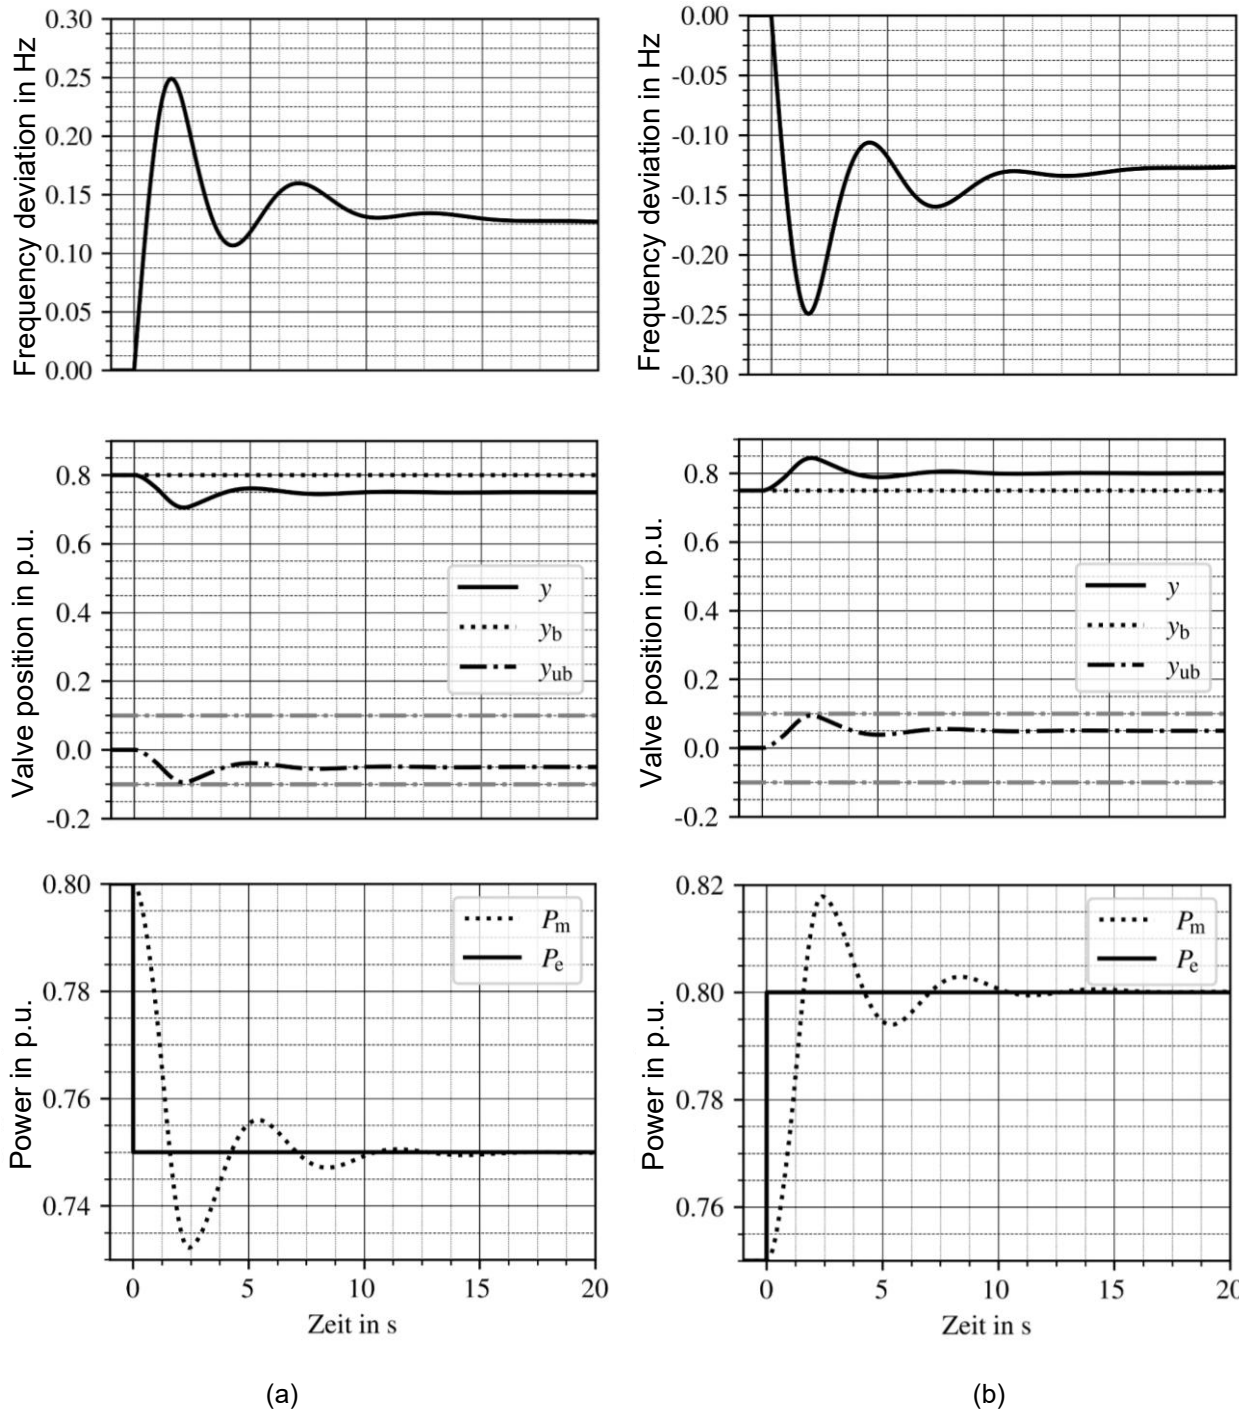 Frequency deviation in Hz
0.30
0.25
0.20
0.15
0.10
0.05
0.00
Frequency deviation in Hz
0.00
-0.05
-0.10
-0.15
-0.20
-0.25
-0.30
Valve position in p.u.
0.8
0.6
0.4
0.2
0.0
-0.2
y
yb
yub
Valve position in p.u.
0.8
0.6
0.4
0.2
0.0
-0.2
y
yb
yub
Power in p.u.
0.80
0.78
0.76
0.74
Pm
Pe
0 5 10 15 20
Zeit in s
Power in p.u.
0.82
0.80
0.78
0.76
Pm
Pe
0 5 10 15 20
Zeit in s
(a) (b)